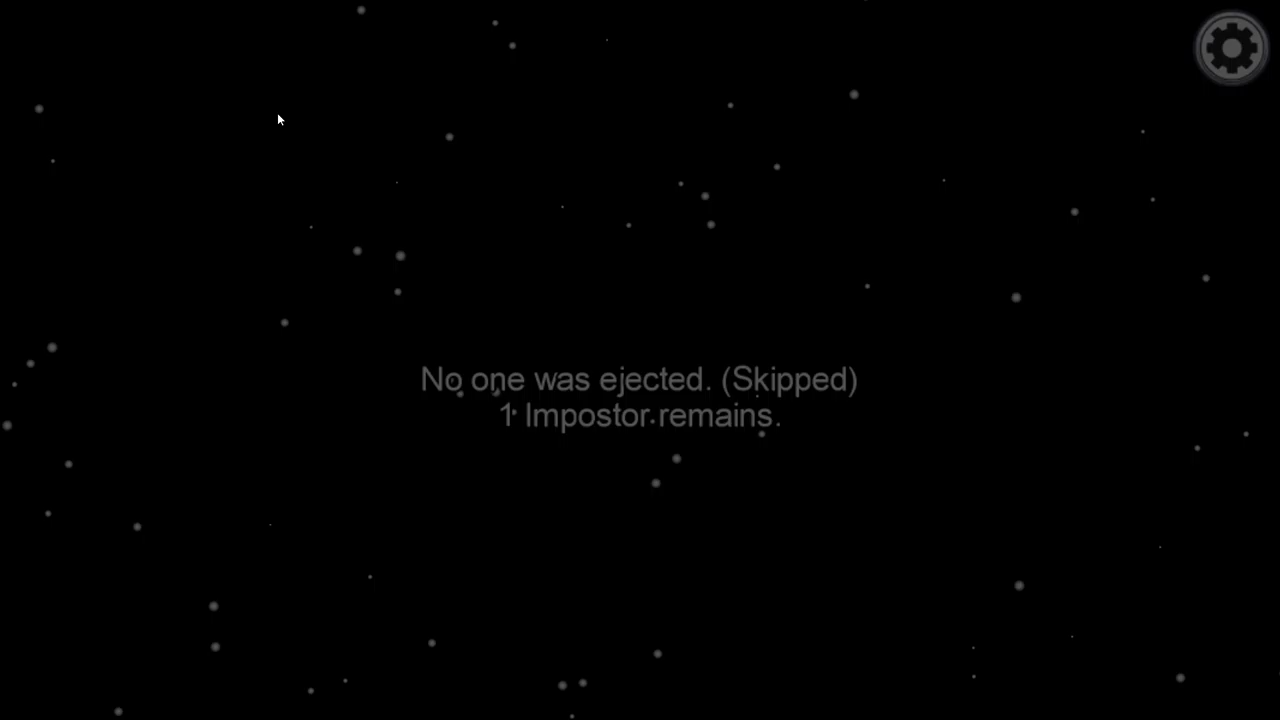 No one was ejected. (Skipped)
1 Impostor remains.